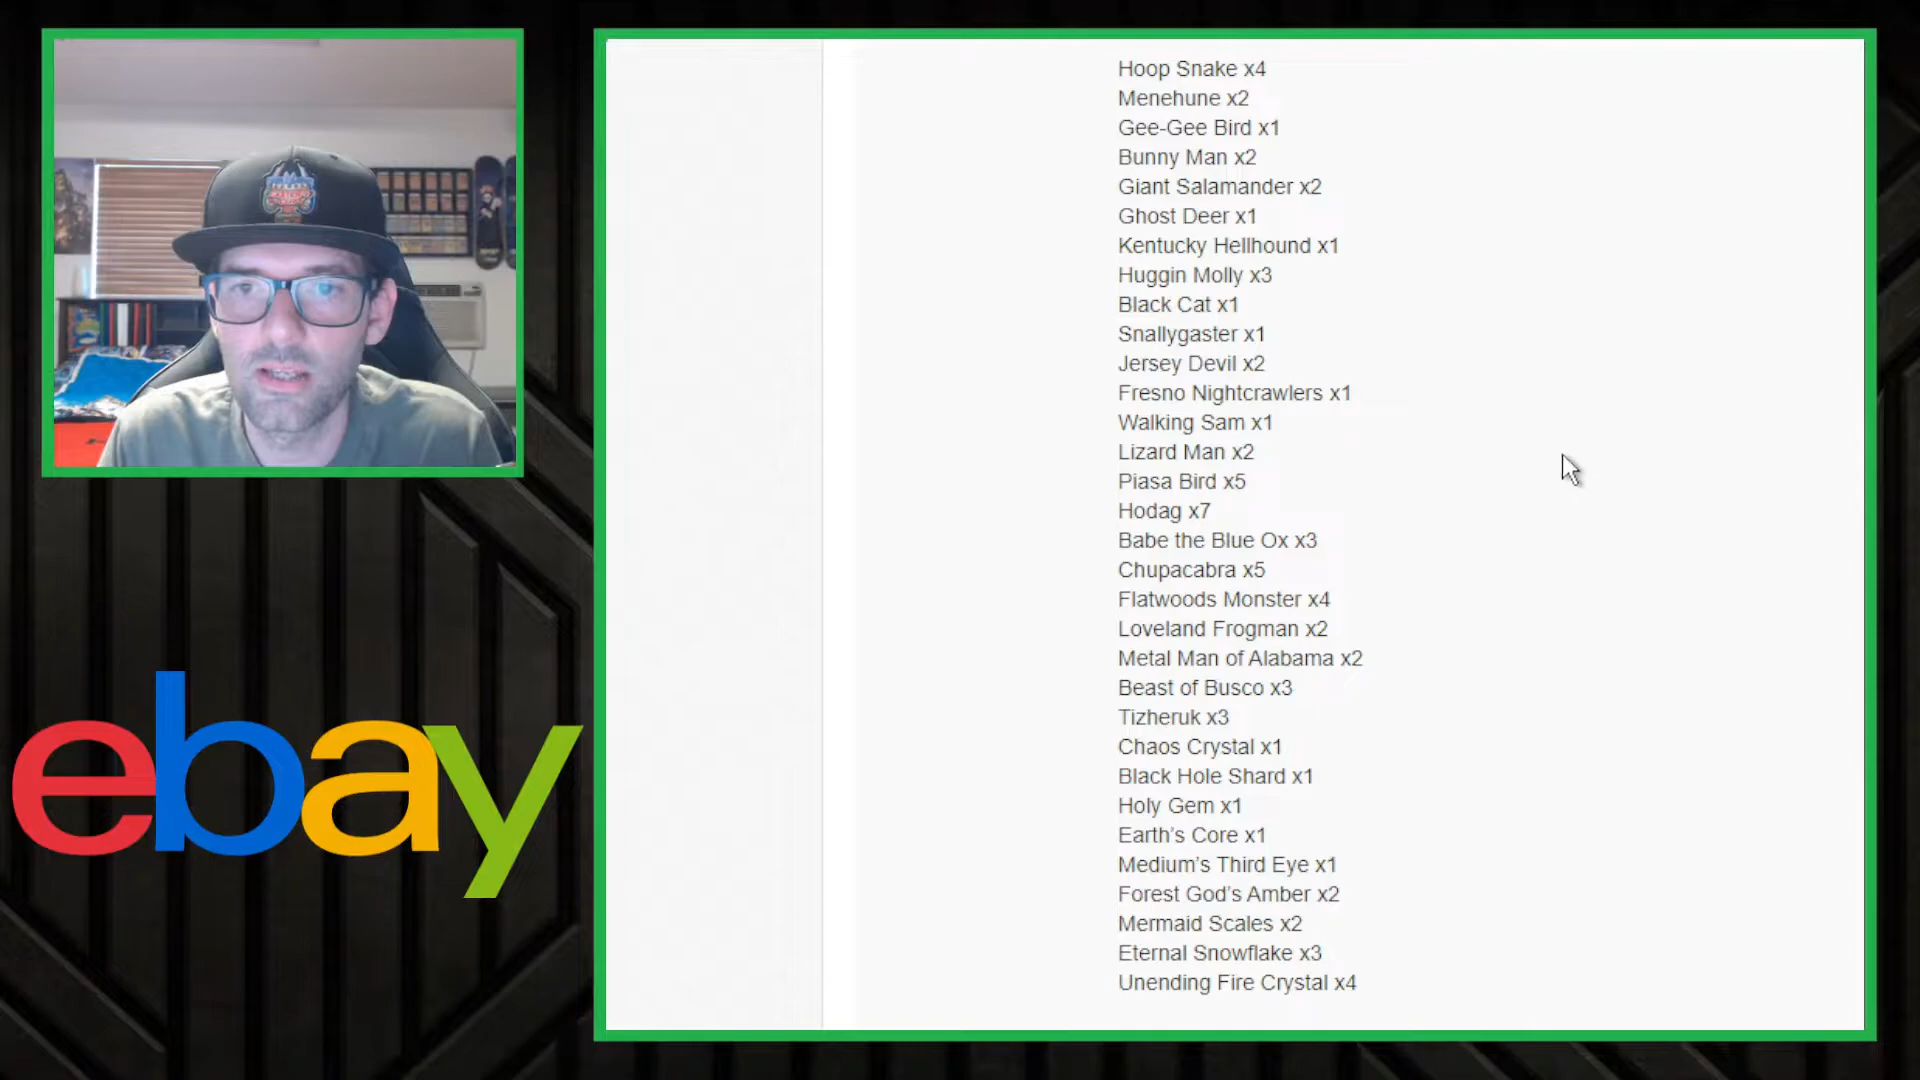 Hoop Snake x4
Menehune x2
Gee-Gee Bird x1
Bunny Man x2
Giant Salamander x2
Ghost Deer x1
Kentucky Hellhound x1
Huggin Molly x3
Black Cat x1
Snallygaster x1
Jersey Devil x2
Fresno Nightcrawlers x1
Walking Sam x1
Lizard Man x2
Piasa Bird x5
Hodag x7
Babe the Blue Ox x3
Chupacabra x5
Flatwoods Monster x4
Loveland Frogman x2
Metal Man of Alabama x2
Beast of Busco x3
Tizheruk x3
Chaos Crystal x1
Black Hole Shard x1
Holy Gem x1
Earth’s Core x1
Medium’s Third Eye x1
Forest God’s Amber x2
Mermaid Scales x2
Eternal Snowflake x3
Unending Fire Crystal x4
ebay